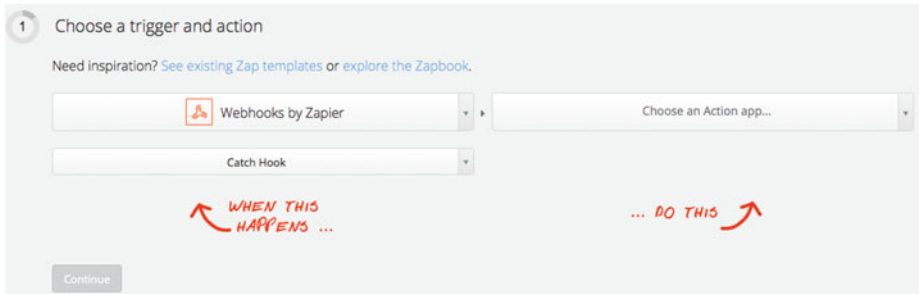 1 Choose a trigger and action
Need inspiration? See existing Zap templates or explore the Zapbook.
Webhooks by Zapier Choose an Action app...
Catch Hook
WHEN THIS ... DO THIS
HAPPENS ...
Continue